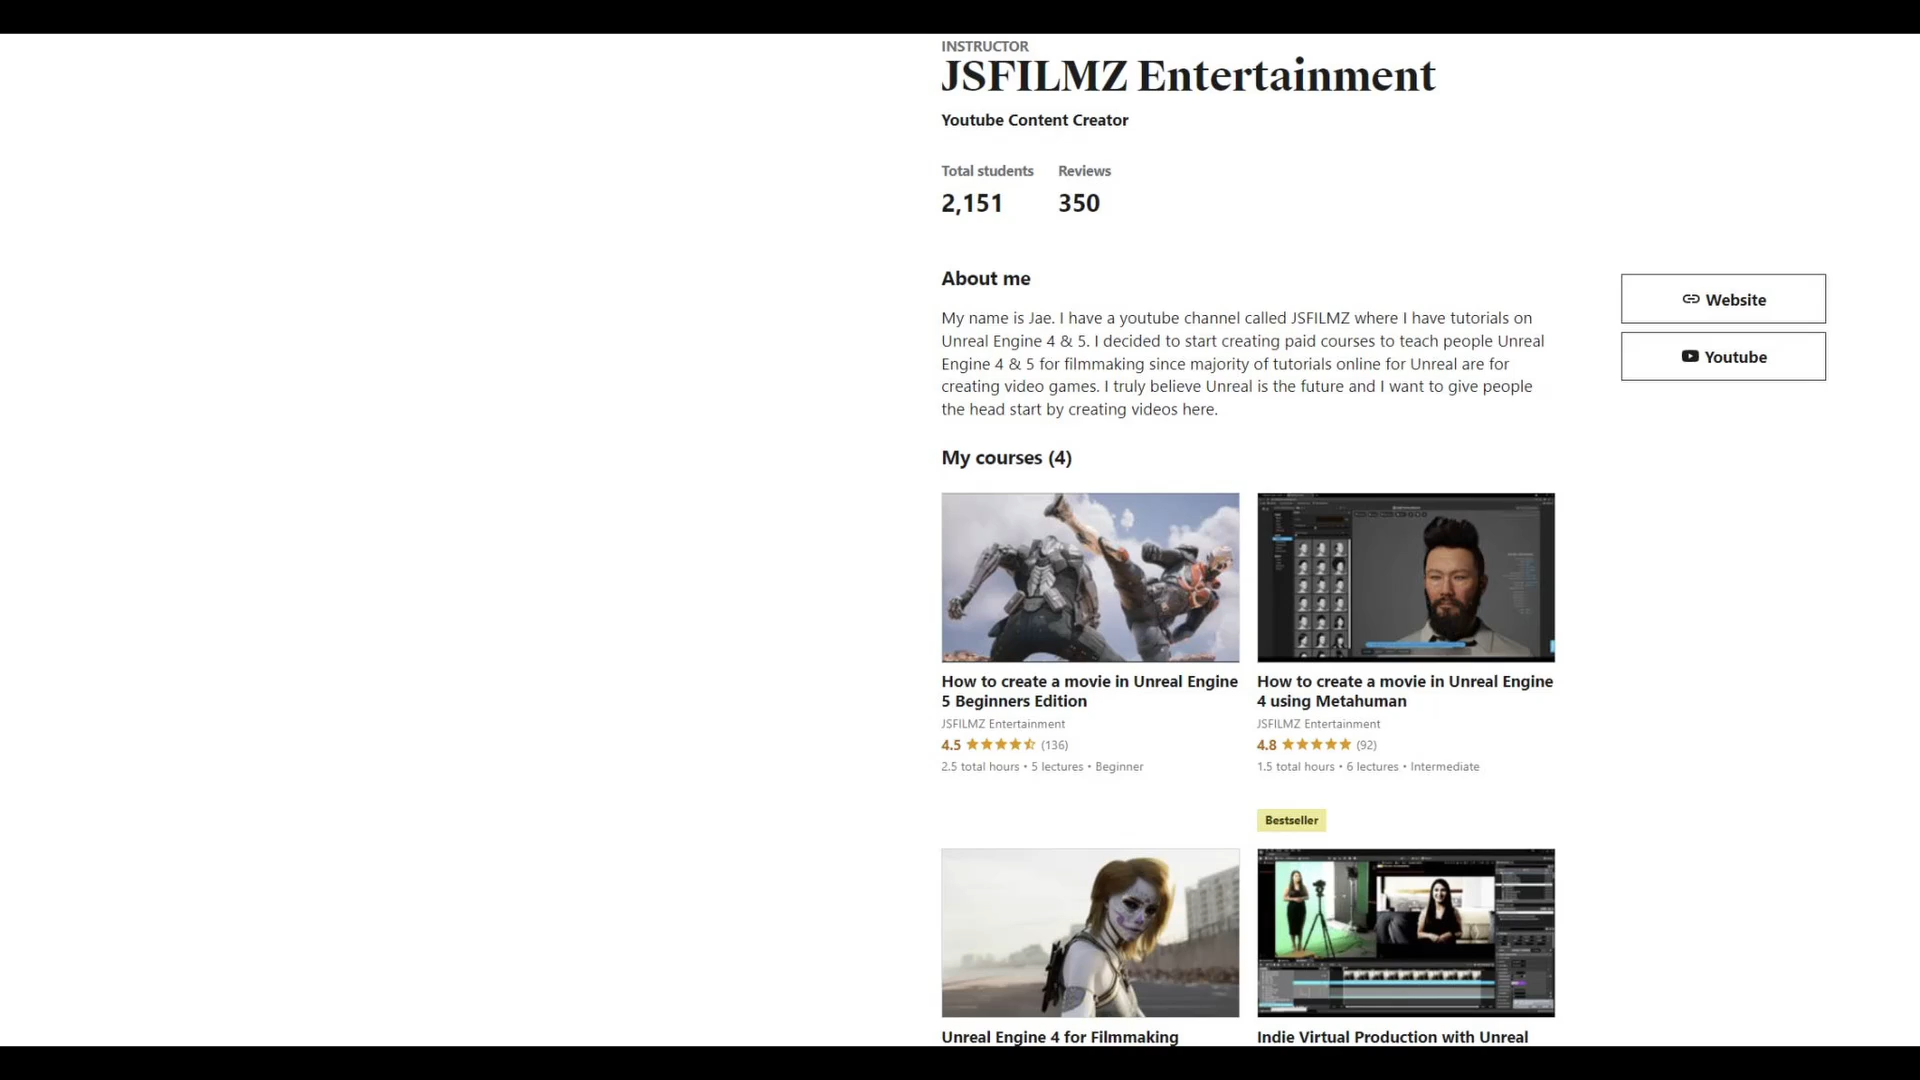 INSTRUCTOR
JSFILMZ Entertainment
Youtube Content Creator
Total students
Reviews
2,151
350
About me
My name is Jae. I have a youtube channel called JSFILMZ where I have tutorials on
Unreal Engine 4 & 5. I decided to start creating paid courses to teach people Unreal
Engine 4 & 5 for filmmaking since majority of tutorials online for Unreal are for
creating video games. I truly believe Unreal is the future and I want to give people
the head start by creating videos here.
Website
Youtube
My courses (4)
How to create a movie in Unreal Engine
5 Beginners Edition
JSFILMZ Entertainment
4.5 (136)
2.5 total hours • 5 lectures • Beginner
How to create a movie in Unreal Engine
4 using Metahuman
JSFILMZ Entertainment
4.8 (92)
1.5 total hours • 6 lectures • Intermediate
Bestseller
Unreal Engine 4 for Filmmaking
Indie Virtual Production with Unreal